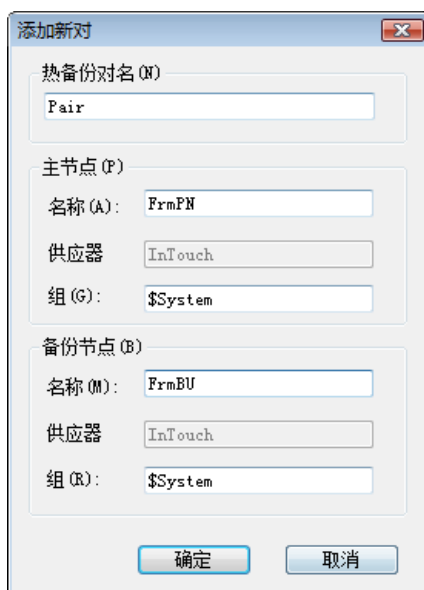 添加新对
热备份对名(N)
Pair
主节点(P)
名称(A): FrmPN
供应器 InTouch
组(G): $System
备份节点(B)
名称(M): FrmBU
供应器 InTouch
组(R): $System
确定 取消